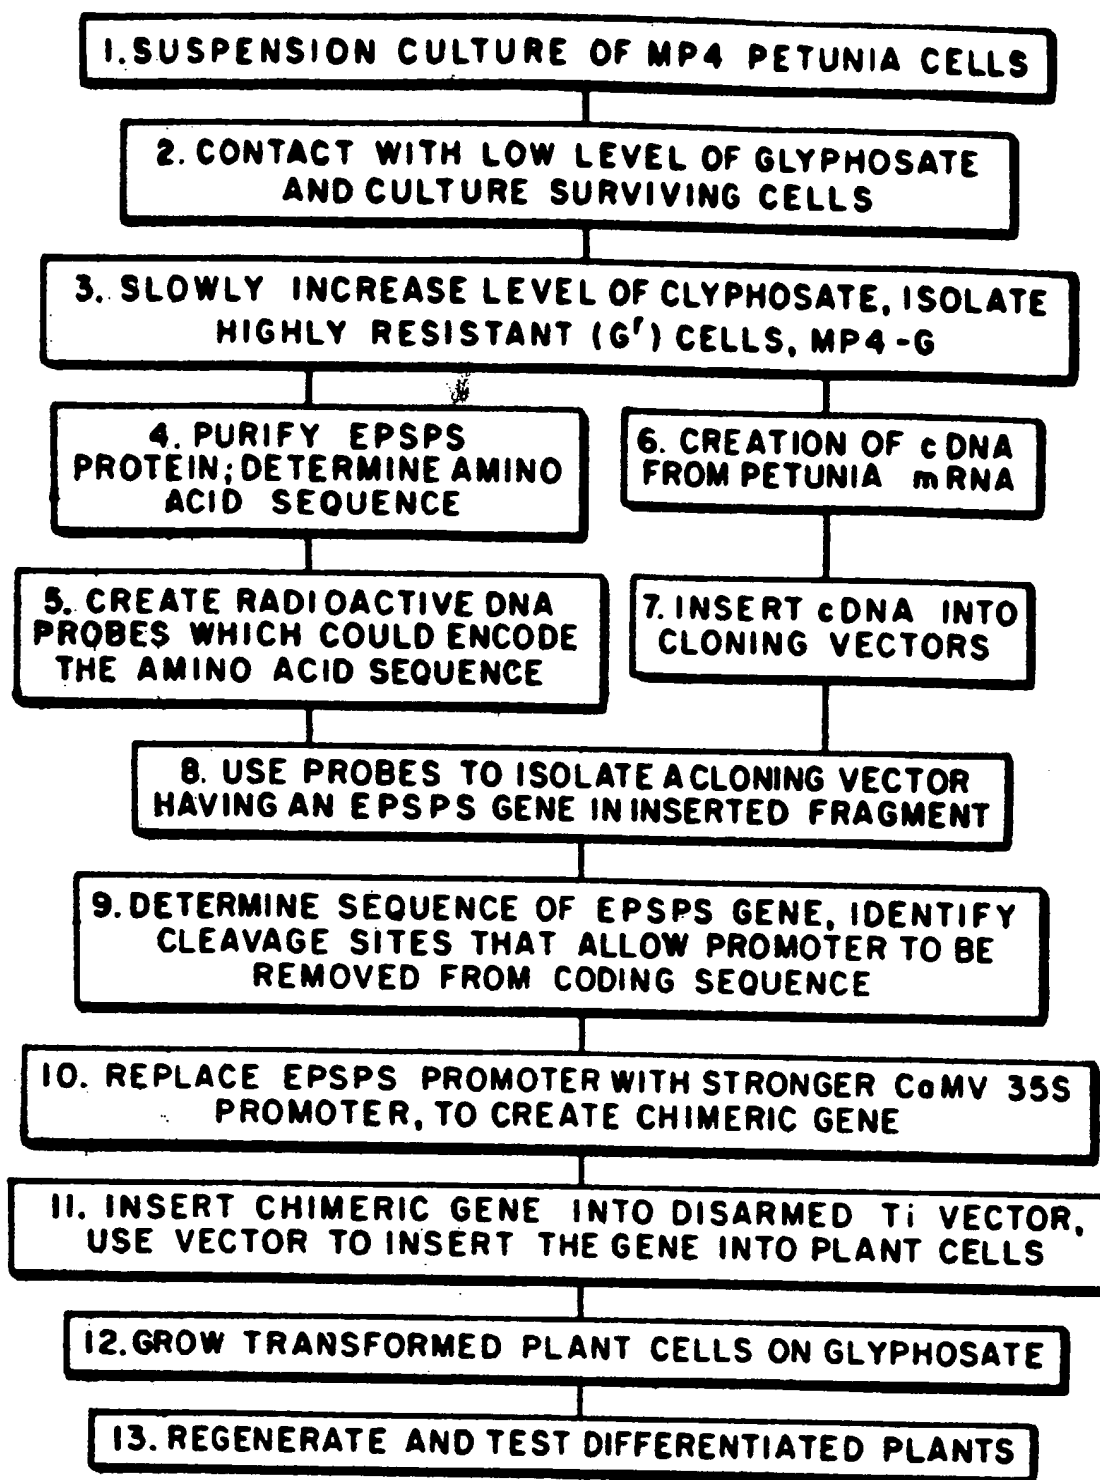 1. SUSPENSION CULTURE OF MP4 PETUNIA CELLS
2. CONTACT WITH LOW LEVEL OF GLYPHOSATE
AND CULTURE SURVIVING CELLS
3. SLOWLY INCREASE LEVEL OF CLYPHOSATE, ISOLATE
HIGHLY RESISTANT (Gʳ) CELLS, MP4-G
4. PURIFY EPSPS
PROTEIN; DETERMINE AMINO
ACID SEQUENCE
5. CREATE RADIOACTIVE DNA
PROBES WHICH COULD ENCODE
THE AMINO ACID SEQUENCE
6. CREATION OF cDNA
FROM PETUNIA mRNA
7. INSERT cDNA INTO
CLONING VECTORS
8. USE PROBES TO ISOLATE A CLONING VECTOR
HAVING AN EPSPS GENE IN INSERTED FRAGMENT
9. DETERMINE SEQUENCE OF EPSPS GENE, IDENTIFY
CLEAVAGE SITES THAT ALLOW PROMOTER TO BE
REMOVED FROM CODING SEQUENCE
10. REPLACE EPSPS PROMOTER WITH STRONGER CaMV 35S
PROMOTER, TO CREATE CHIMERIC GENE
11. INSERT CHIMERIC GENE INTO DISARMED Ti VECTOR,
USE VECTOR TO INSERT THE GENE INTO PLANT CELLS
12. GROW TRANSFORMED PLANT CELLS ON GLYPHOSATE
13. REGENERATE AND TEST DIFFERENTIATED PLANTS